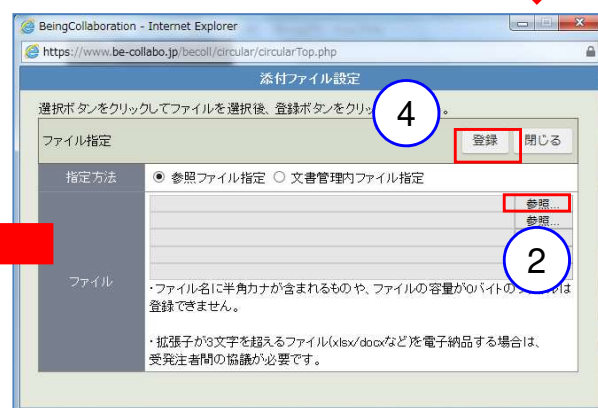 BeingCollaboration - Internet Explorer
https://www.be-collabo.jp/becoll/circular/circularTop.php
添付ファイル設定
選択ボタンをクリックしてファイルを選択後、登録ボタンをクリッ 。
4
ファイル指定 登録 閉じる
指定方法 参照ファイル指定 文書管理内ファイル指定
参照...
参照...
2
ファイル
・ファイル名に半角カナが含まれるものや、ファイルの容量が0バイトの は
登録できません。
・拡張子が3文字を超えるファイル(xlsx/docxなど)を電子納品する場合は、
受発注者間の協議が必要です。